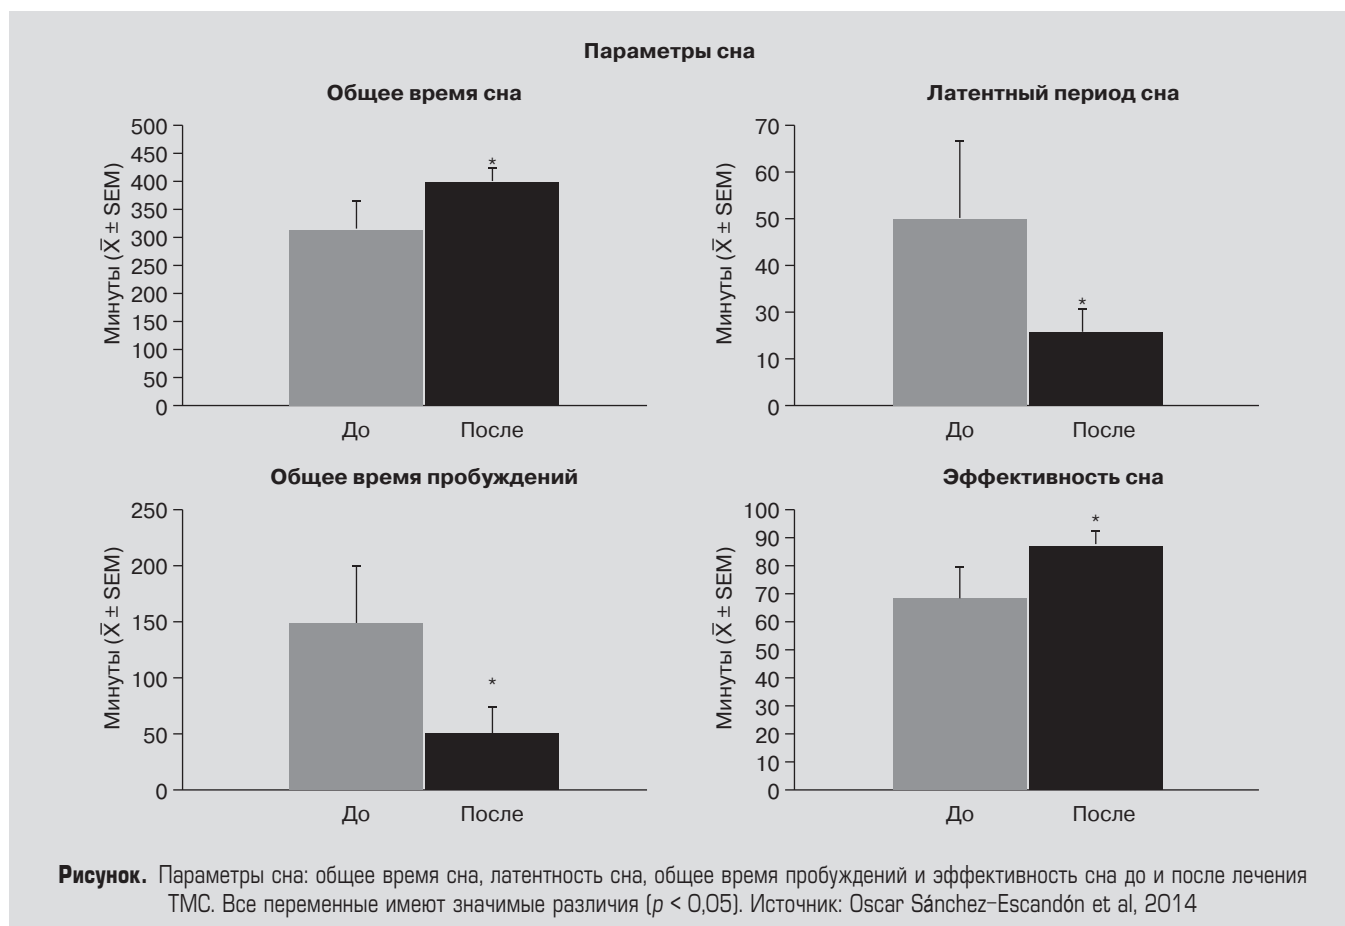 Параметры сна
Общее время сна
Минуты (X̅ ± SEM)
500
450
400
350
300
250
200
150
100
50
0
*
До После
Латентный период сна
Минуты (X̅ ± SEM)
70
60
50
40
30
10
0
*
До После
Общее время пробуждений
Минуты (X̅ ± SEM)
250
200
150
100
50
0
*
До После
Эффективность сна
Минуты (X̅ ± SEM)
100
90
80
70
60
50
40
30
20
10
0
*
До После
Рисунок. Параметры сна: общее время сна, латентность сна, общее время пробуждений и эффективность сна до и после лечения
ТМС. Все переменные имеют значимые различия (p < 0,05). Источник: Oscar Sánchez-Escandón et al, 2014